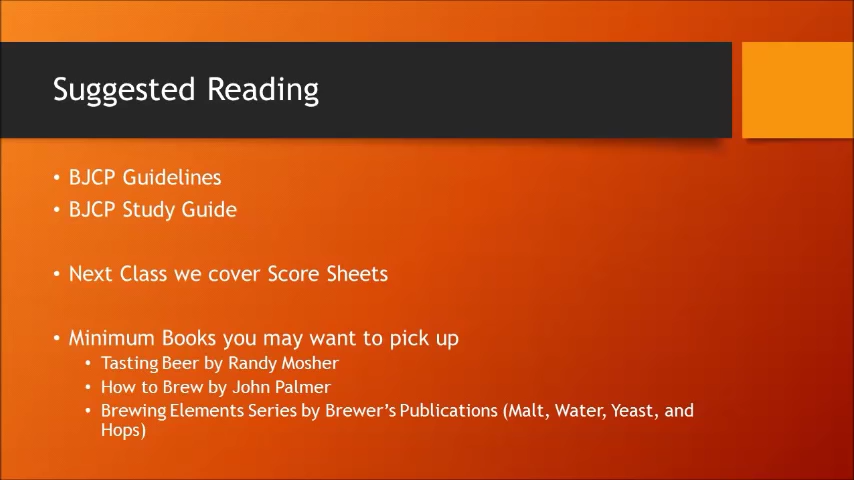 Suggested Reading
• BJCP Guidelines
• BJCP Study Guide
• Next Class we cover Score Sheets
• Minimum Books you may want to pick up
• Tasting Beer by Randy Mosher
• How to Brew by John Palmer
• Brewing Elements Series by Brewer's Publications (Malt, Water, Yeast, and
Hops)